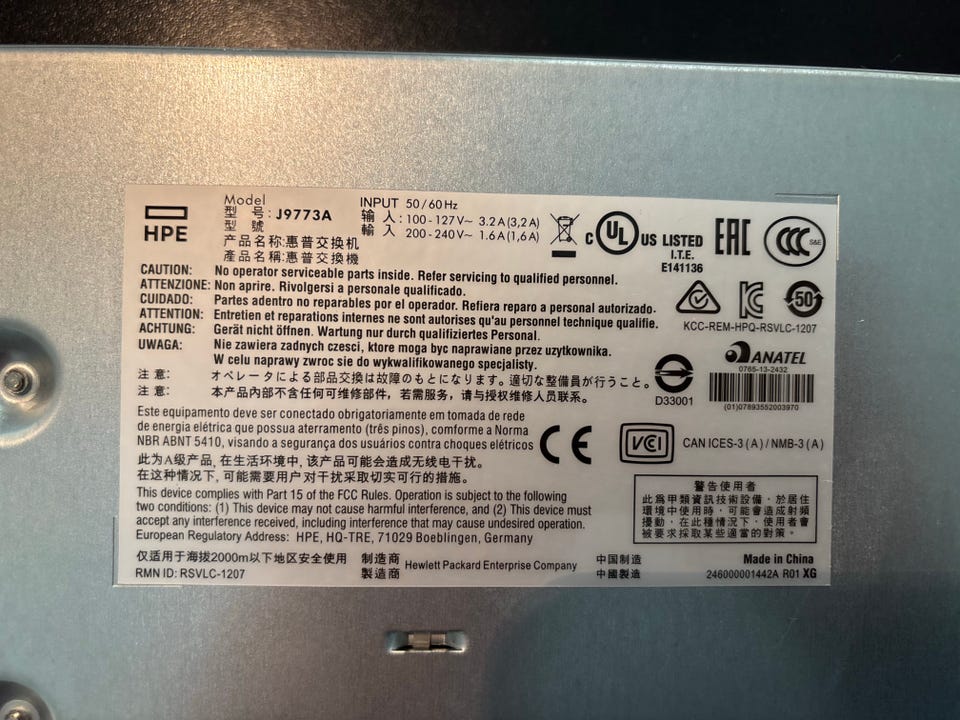 HPE
Model
型 号: J9773A
型 號
产品名称:惠普交换机
產品名稱:惠普交換機
INPUT 50/60Hz
输 入: 100-127V~ 3.2A(3,2A)
輸 入 200-240V~ 1.6A(1,6A)
C UL US LISTED
I.T.E.
E141136
EAC
CCC S&E
CAUTION: No operator serviceable parts inside. Refer servicing to qualified personnel.
ATTENZIONE: Non aprire. Rivolgersi a personale qualificado.
CUIDADO: Partes adentro no reparables por el operador. Refiera reparo a personal autorizado.
ATTENTION: Entretien et reparations internes ne sont autorises qu'au personnel technique qualifie.
ACHTUNG: Gerät nicht öffnen. Wartung nur durch qualifiziertes Personal.
UWAGA: Nie zawiera zadnych czesci, ktore moga byc naprawiane przez uzytkownika.
W celu naprawy zwroc sie do wykwalifikowanego specjalisty.
注 意: オペレータによる部品交換は故障のもとになります。適切な整備員が行うこと。
注 意: 本产品内部不含任何可维修部件，若需服务，请与授权维修人员联系。
KC
50
KCC-REM-HPQ-RSVLC-1207
D33001
ANATEL
0765-13-2432
(01)07893552003970
Este equipamento deve ser conectado obrigatoriamente em tomada de rede
de energia elétrica que possua aterramento (três pinos), conforme a Norma
NBR ABNT 5410, visando a segurança dos usuários contra choques elétricos
CE
VCI
CAN ICES-3(A)/NMB-3(A)
此为A级产品, 在生活环境中, 该产品可能会造成无线电干扰。
在这种情况下, 可能需要用户对干扰采取切实可行的措施。
This device complies with Part 15 of the FCC Rules. Operation is subject to the following
two conditions: (1) This device may not cause harmful interference, and (2) This device must
accept any interference received, including interference that may cause undesired operation.
European Regulatory Address: HPE, HQ-TRE, 71029 Boeblingen, Germany
警告使用者
此爲甲類資訊技術設備，於居住
環境中使用時，可能會造成射頻
擾動，在此種情況下，使用者會
被要求採取某些適當的對策。
仅适用于海拔2000m以下地区安全使用
RMN ID: RSVLC-1207
制造商
製造商
Hewlett Packard Enterprise Company
中国制造
中國製造
Made in China
246000001442A R01 XG